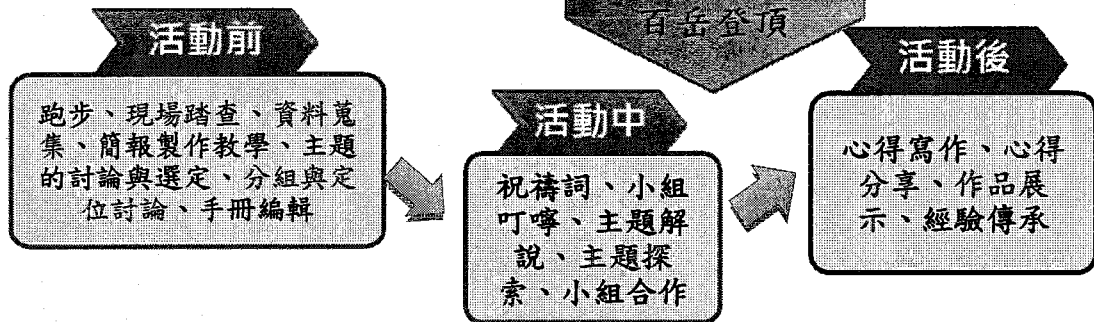 百岳登頂
活動前
跑步、現場踏查、資料蒐
集、簡報製作教學、主題
的討論與選定、分組與定
位討論、手冊編輯
活動中
祝禱詞、小組
叮嚀、主題解
說、主題探
索、小組合作
活動後
心得寫作、心得
分享、作品展
示、經驗傳承